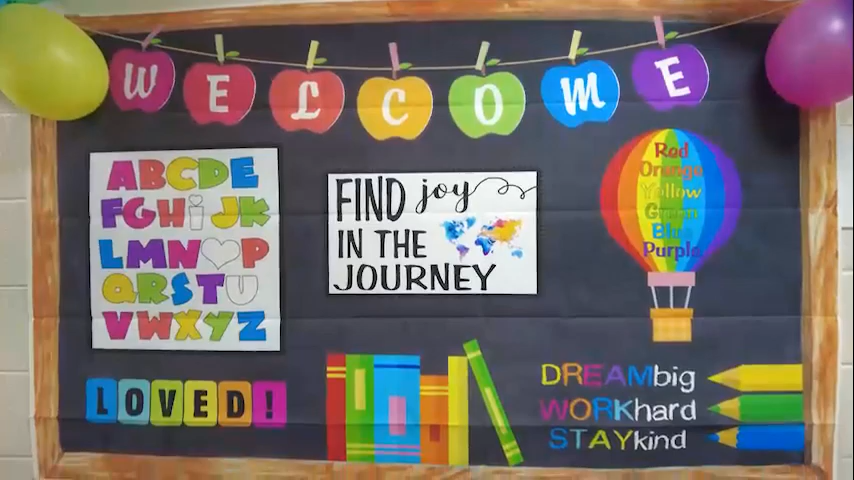 WELCOME
ABCDE
FGHiJK
LMN♡P
QRSTU
VWXYZ
FIND joy
IN THE
JOURNEY
Red
Orange
Yellow
Green
Blue
Purple
LOVED!
DREAMbig
WORKhard
STAYkind